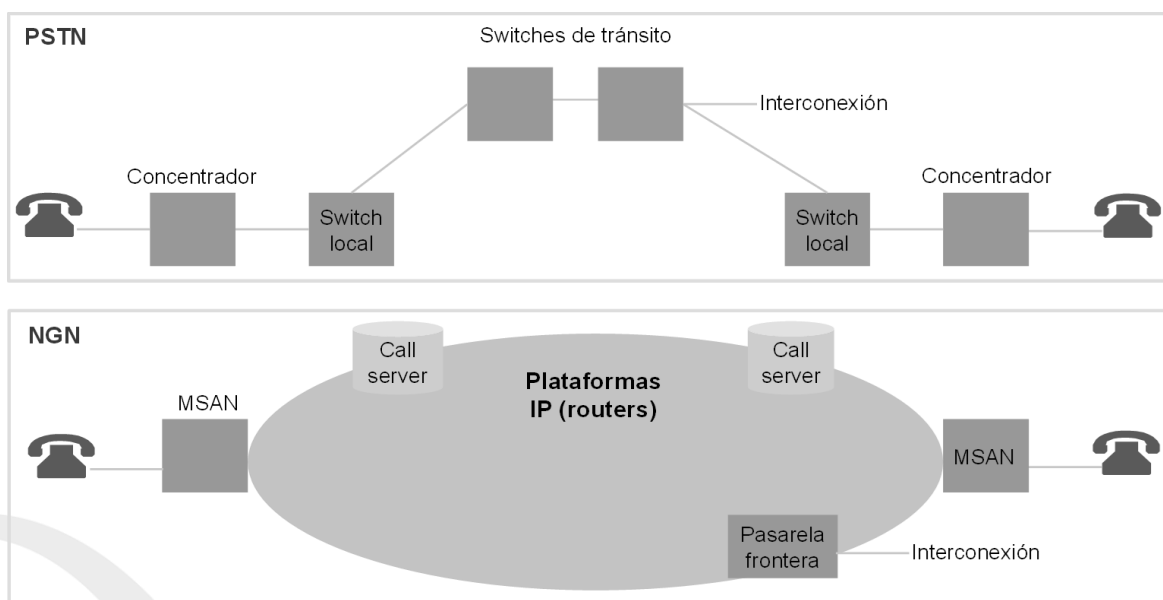 PSTN
Switches de tránsito
Interconexión
Concentrador
Concentrador
Switch
local
Switch
local
NGN
Call
server
Call
server
Plataformas
IP (routers)
MSAN
MSAN
Pasarela
frontera
Interconexión